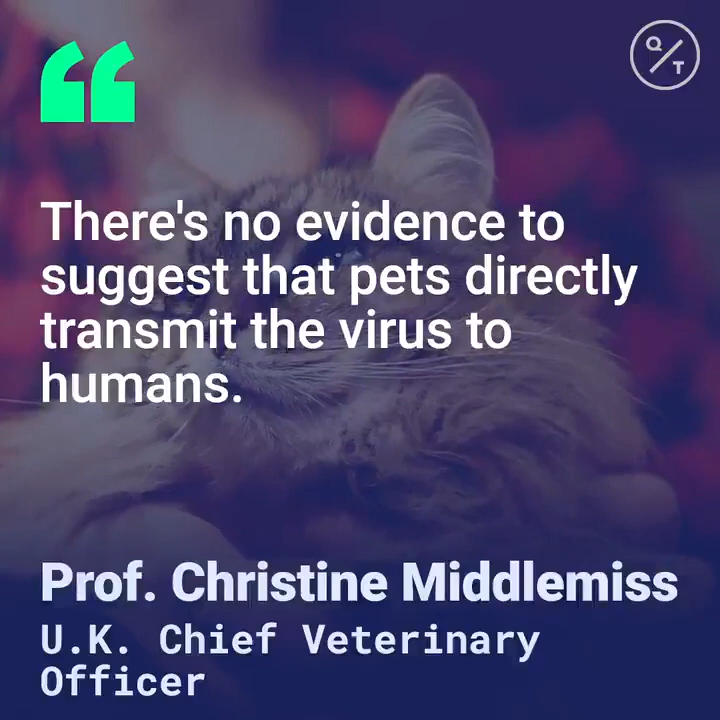 Q/T
There's no evidence to
suggest that pets directly
transmit the virus to
humans.
Prof. Christine Middlemiss
U.K. Chief Veterinary
Officer